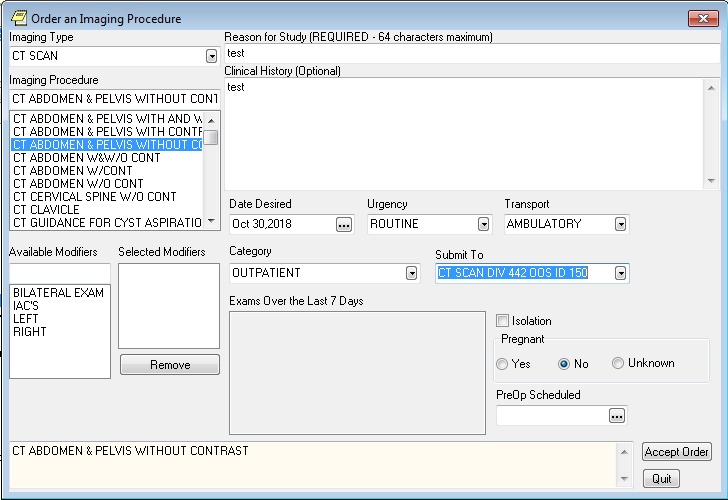 Order an Imaging Procedure
Imaging Type
CT SCAN
Imaging Procedure
CT ABDOMEN & PELVIS WITHOUT CONT
CT ABDOMEN & PELVIS WITH AND W
CT ABDOMEN & PELVIS WITH CONTR
CT ABDOMEN & PELVIS WITHOUT CO
CT ABDOMEN W&W/O CONT
CT ABDOMEN W/CONT
CT ABDOMEN W/O CONT
CT CERVICAL SPINE W/O CONT
CT CLAVICLE
CT GUIDANCE FOR CYST ASPIRATIO
Reason for Study (REQUIRED - 64 characters maximum)
test
Clinical History (Optional)
test
Date Desired
Oct 30,2018
...
Urgency
ROUTINE
Transport
AMBULATORY
Category
OUTPATIENT
Submit To
CT SCAN DIV 442 OOS ID 150
Available Modifiers
BILATERAL EXAM
IAC'S
LEFT
RIGHT
Selected Modifiers
Remove
Exams Over the Last 7 Days
Isolation
Pregnant
Yes
No
Unknown
PreOp Scheduled
...
CT ABDOMEN & PELVIS WITHOUT CONTRAST
Accept Order
Quit